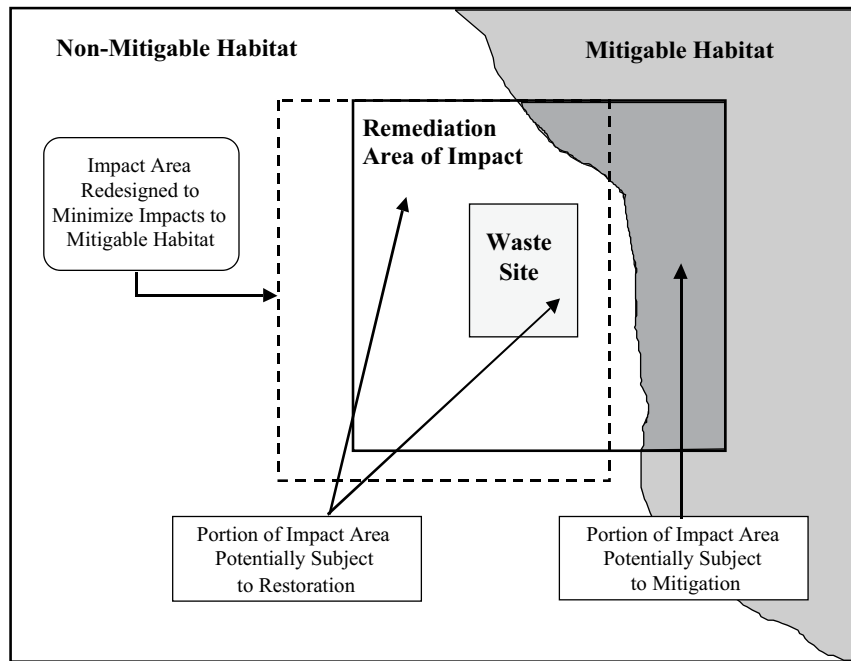 Non-Mitigable Habitat
Mitigable Habitat
Remediation
Area of Impact
Impact Area
Redesigned to
Minimize Impacts to
Mitigable Habitat
Waste
Site
Portion of Impact Area
Potentially Subject
to Restoration
Portion of Impact Area
Potentially Subject
to Mitigation